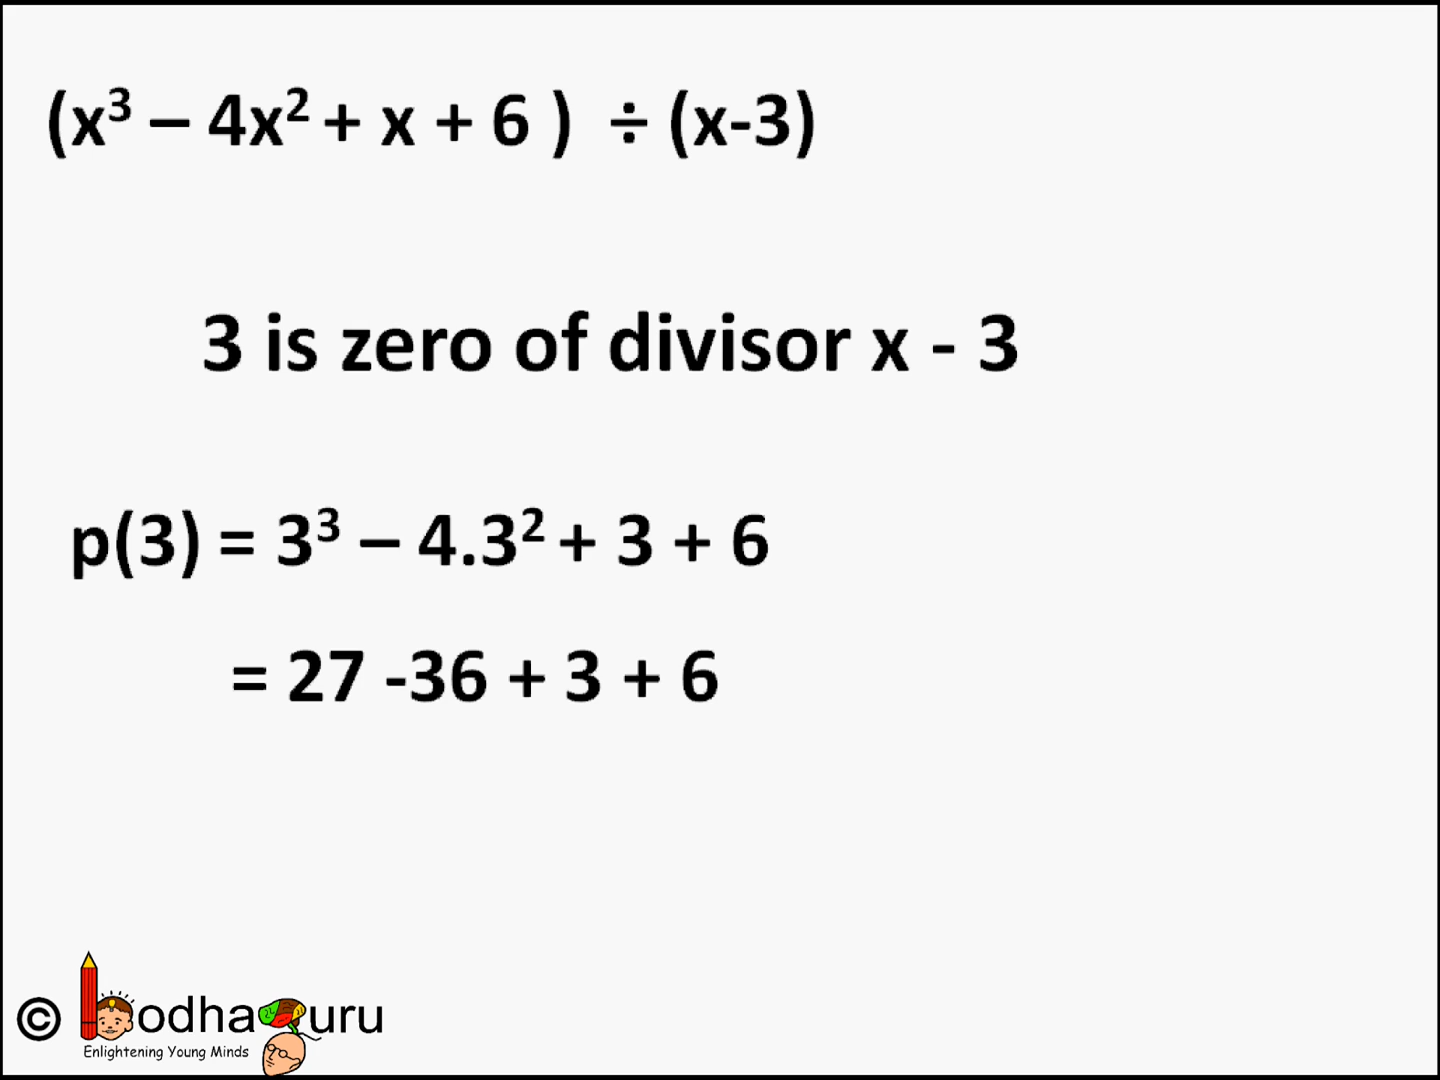 (x³ – 4x² + x + 6 ) ÷ (x-3)
3 is zero of divisor x - 3
p(3) = 3³ – 4.3² + 3 + 6
= 27 -36 + 3 + 6
© bodhaguru
Enlightening Young Minds